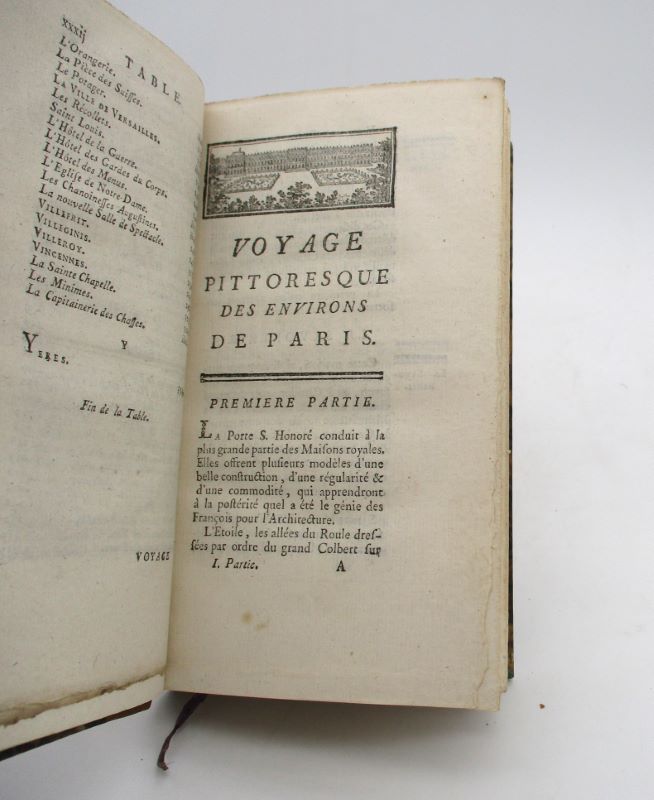 xxxij
TABLE.
L'Orangerie.
La Pièce des Suisses.
Le Potager.
LA VILLE DE VERSAILLES.
Les Récollets.
Saint Louis.
L'Hôtel de la Guerre.
L'Hôtel des Gardes du Corps.
L'Hôtel des Menus.
L'Eglise de Notre-Dame.
Les Chanoinesses Augustines.
La nouvelle Salle de Spectacle.
VILLEFRIT.
VILLEGINIS.
VILLEROY.
VINCENNES.
La Sainte Chapelle.
Les Minimes.
La Capitainerie des Chasses.
Y
YERES.
Fin de la Table.
VOYAGE
VOYAGE
PITTORESQUE
DES ENVIRONS
DE PARIS.
PREMIERE PARTIE.
LA Porte S. Honoré conduit à la
plus grande partie des Maisons royales.
Elles offrent plusieurs modèles d'une
belle construction, d'une régularité &
d'une commodité, qui apprendront
à la postérité quel a été le génie des
François pour l'Architecture.
L'Etoile, les allées du Roule dres-
sées par ordre du grand Colbert sur
I. Partie. A